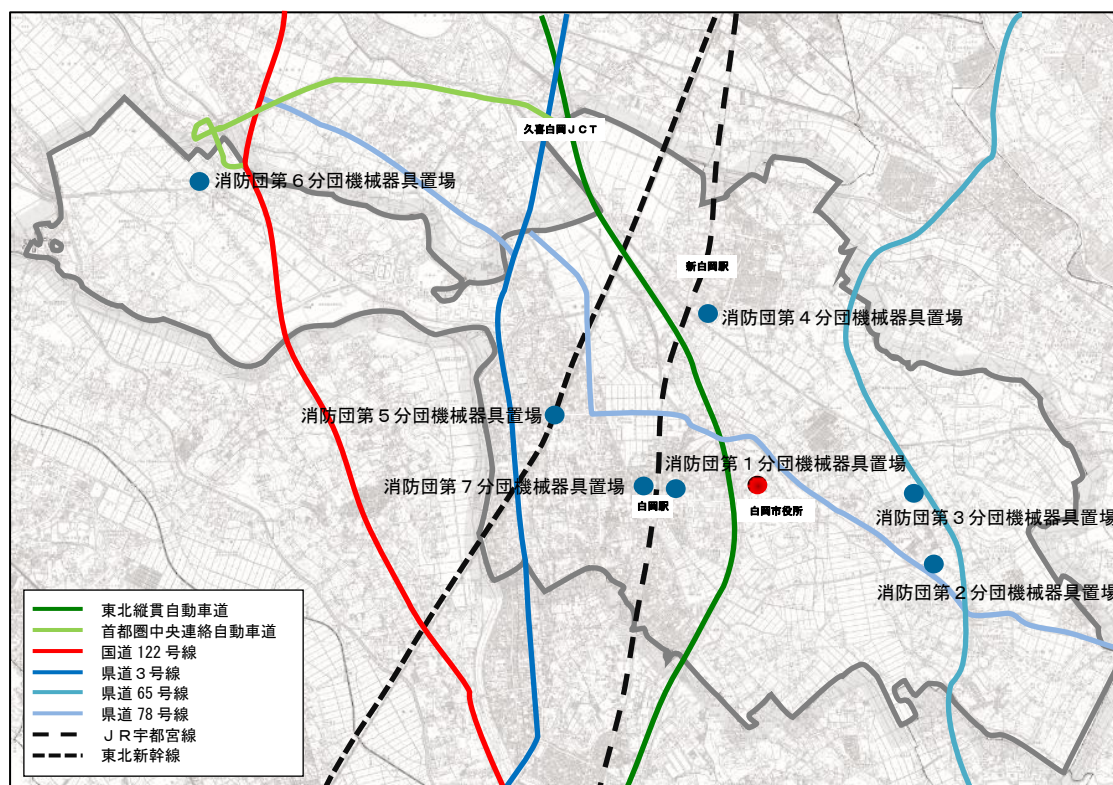 久喜白岡ＪＣＴ
消防団第６分団機械器具置場
新白岡駅
消防団第４分団機械器具置場
消防団第５分団機械器具置場
消防団第１分団機械器具置場
消防団第７分団機械器具置場
白岡駅
白岡市役所
消防団第３分団機械器具置場
消防団第２分団機械器具置場
東北縦貫自動車道
首都圏中央連絡自動車道
国道 122 号線
県道３号線
県道 65 号線
県道 78 号線
ＪＲ宇都宮線
東北新幹線